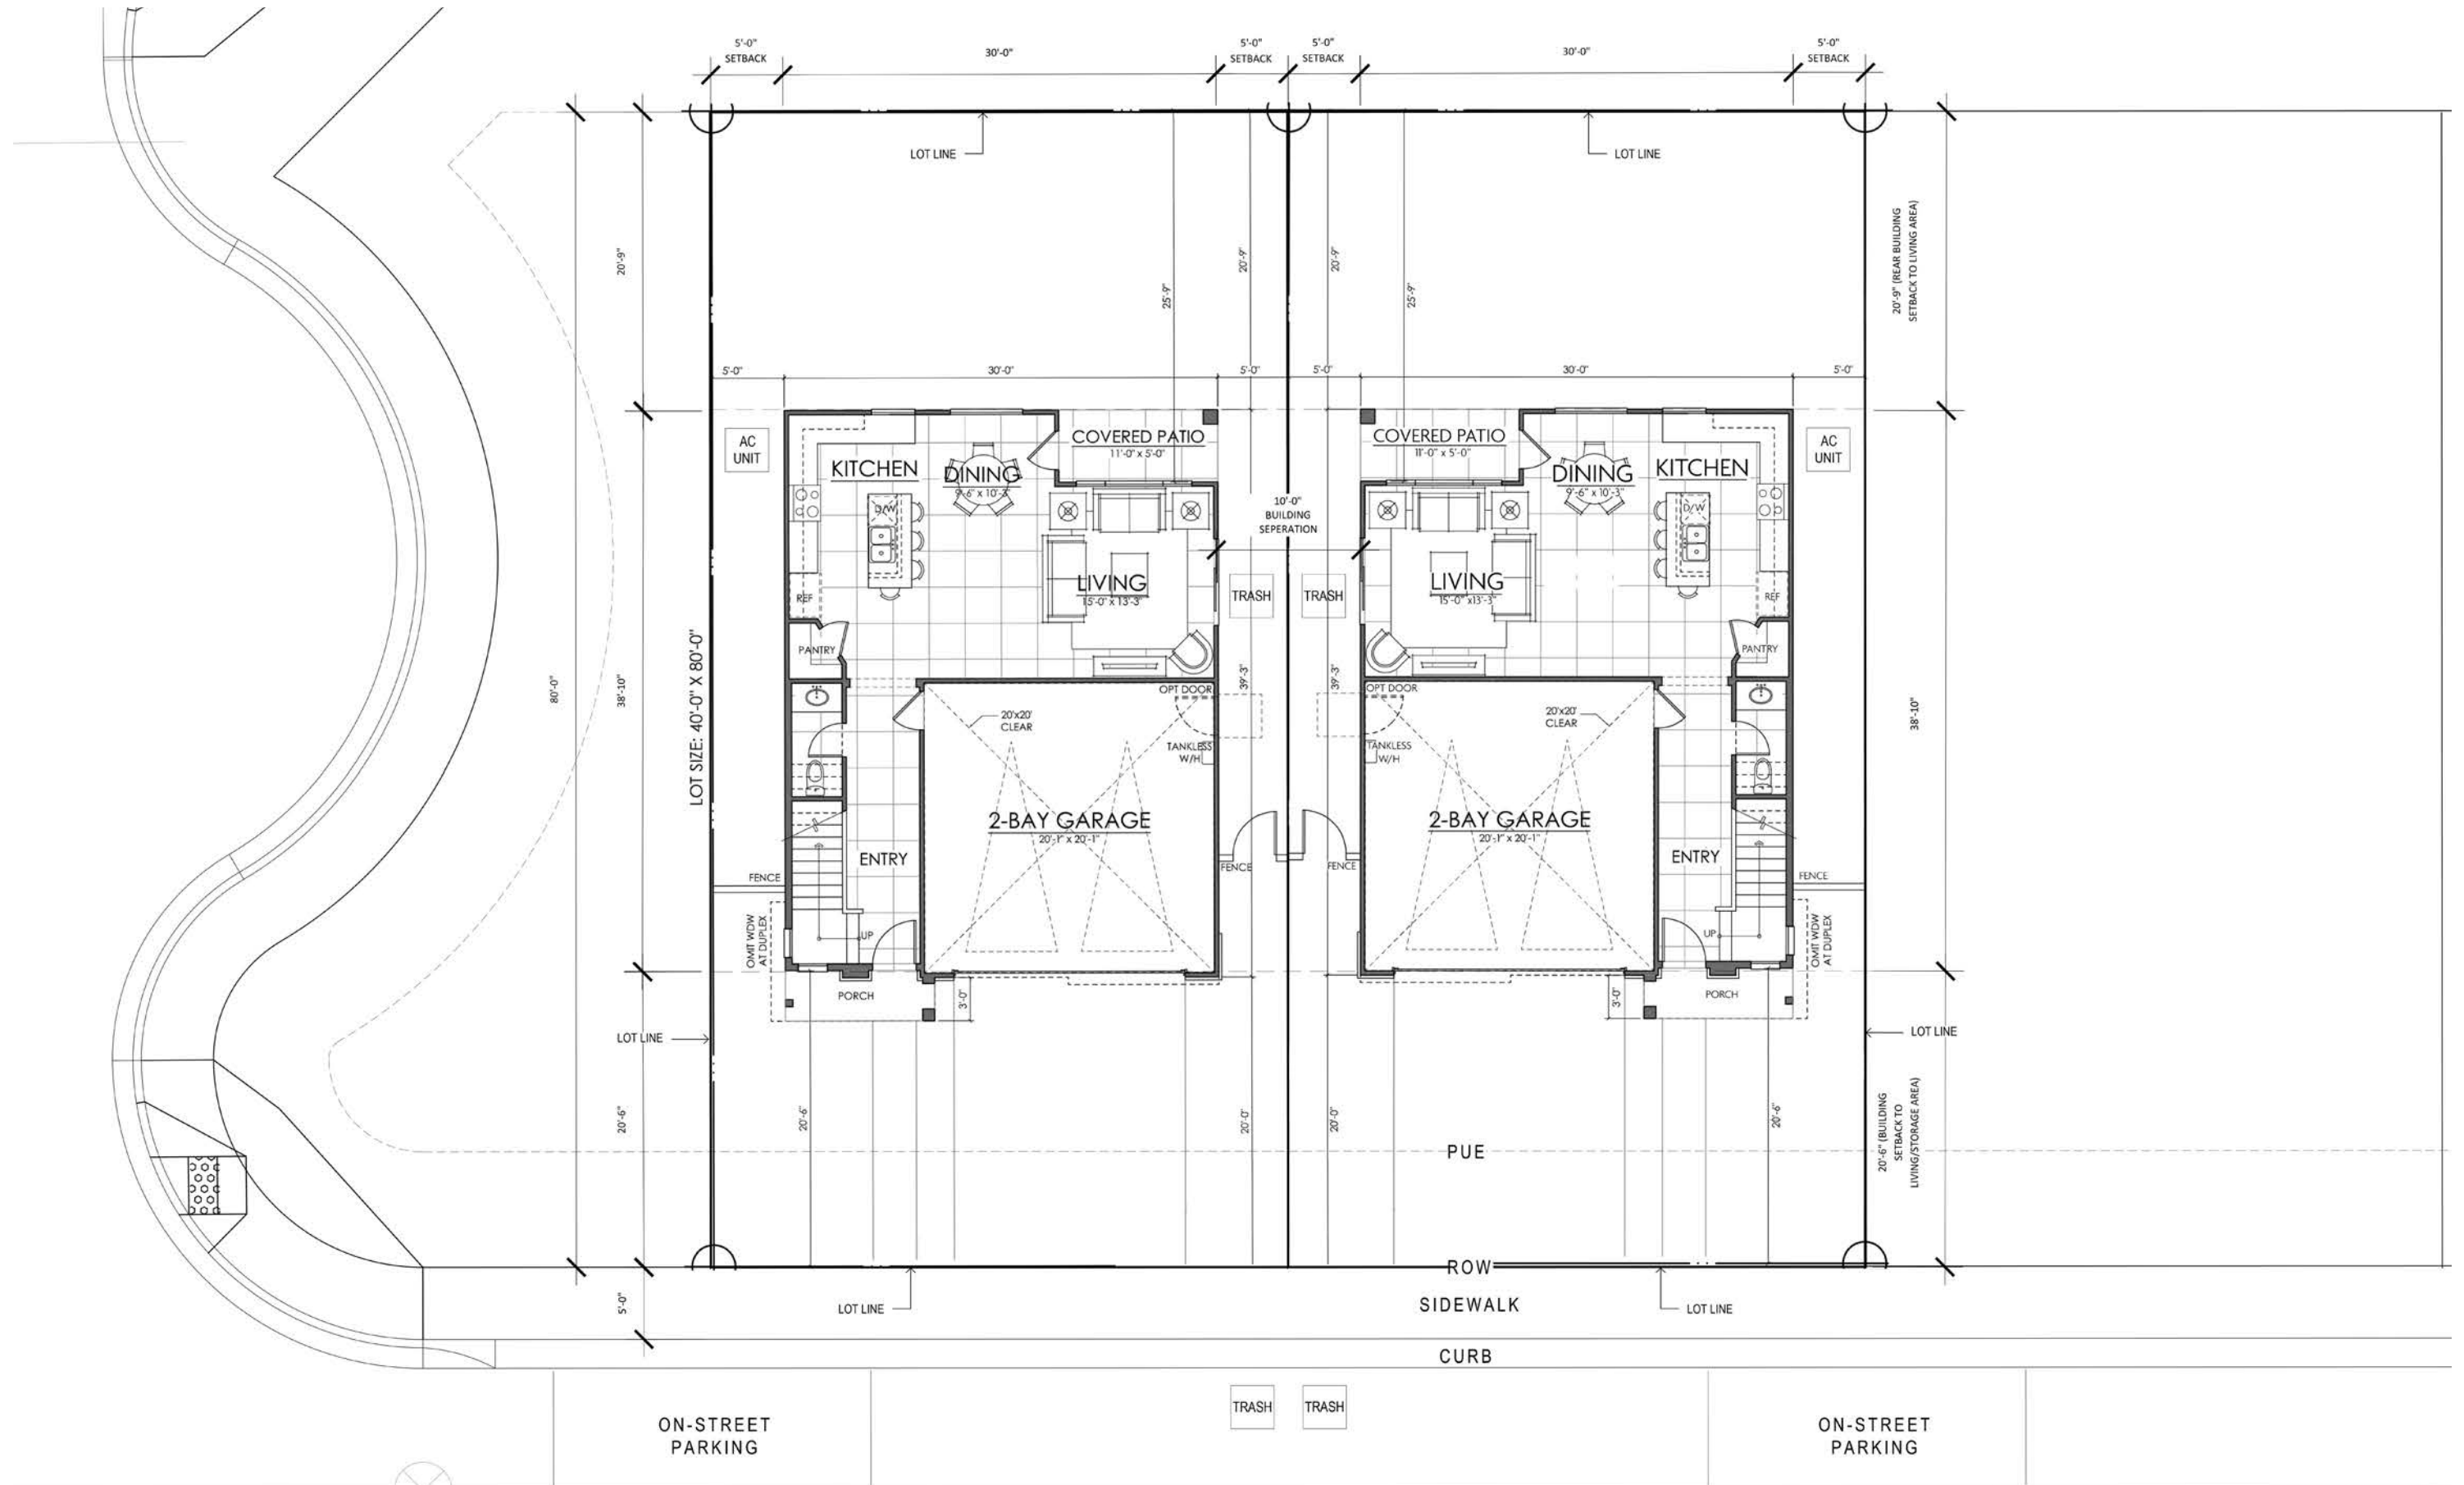 5'-0"
SETBACK
30'-0"
5'-0"
SETBACK
5'-0"
SETBACK
30'-0"
5'-0"
SETBACK
LOT LINE
LOT LINE
20'-9"
20'-9"
20'-9"
25'-9"
25'-9"
20'-9" (REAR BUILDING
SETBACK TO LIVING AREA)
5'-0"
30'-0"
5'-0"
5'-0"
30'-0"
5'-0"
AC
UNIT
KITCHEN
DINING
9'-6" x 10'-3"
COVERED PATIO
11'-0" x 5'-0"
COVERED PATIO
11'-0" x 5'-0"
DINING
9'-6" x 10'-3"
KITCHEN
AC
UNIT
D/W
10'-0"
BUILDING
SEPERATION
D/W
LIVING
15'-0" x 13'-3"
LIVING
15'-0" x13'-3"
REF
TRASH
TRASH
REF
PANTRY
PANTRY
LOT SIZE: 40'-0" X 80'-0"
80'-0"
38'-10"
39'-3"
39'-3"
38'-10"
OPT DOOR
OPT DOOR
20'x20'
CLEAR
20'x20'
CLEAR
TANKLESS
W/H
TANKLESS
W/H
2-BAY GARAGE
20'-1" x 20'-1"
2-BAY GARAGE
20'-1" x 20'-1"
ENTRY
ENTRY
FENCE
FENCE
FENCE
FENCE
OMIT WDW
AT DUPLEX
UP
UP
OMIT WDW
AT DUPLEX
PORCH
3'-0"
3'-0"
PORCH
LOT LINE
LOT LINE
20'-6"
20'-6"
20'-0"
20'-0"
20'-6"
20'-6" (BUILDING
SETBACK TO
LIVING/STORAGE AREA)
PUE
ROW
5'-0"
LOT LINE
SIDEWALK
LOT LINE
CURB
TRASH
TRASH
ON-STREET
PARKING
ON-STREET
PARKING